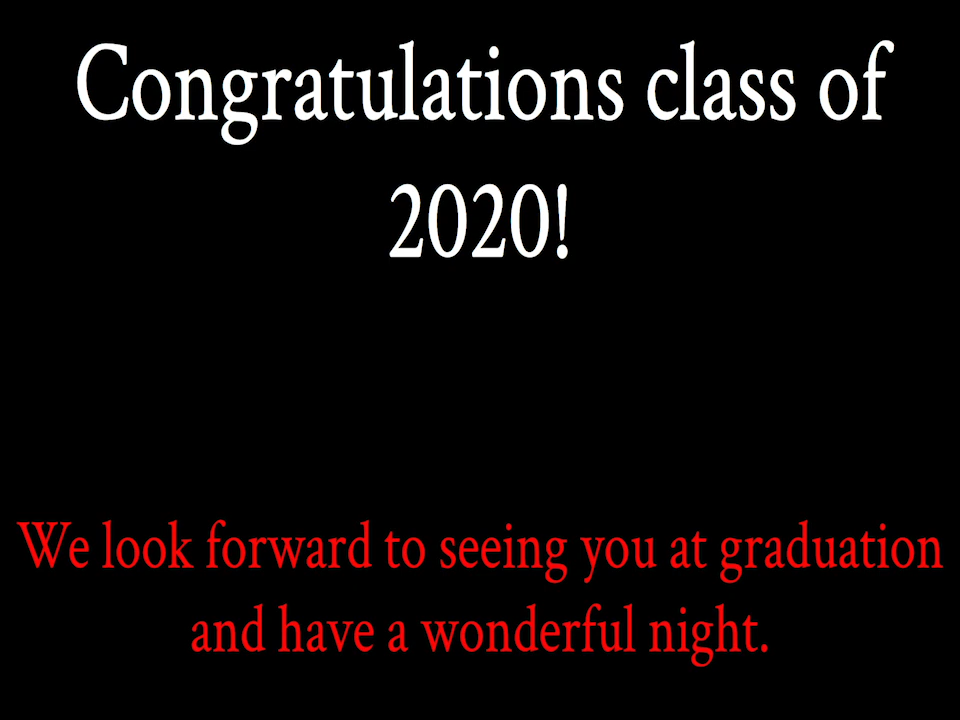 Congratulations class of
2020!
We look forward to seeing you at graduation
and have a wonderful night.